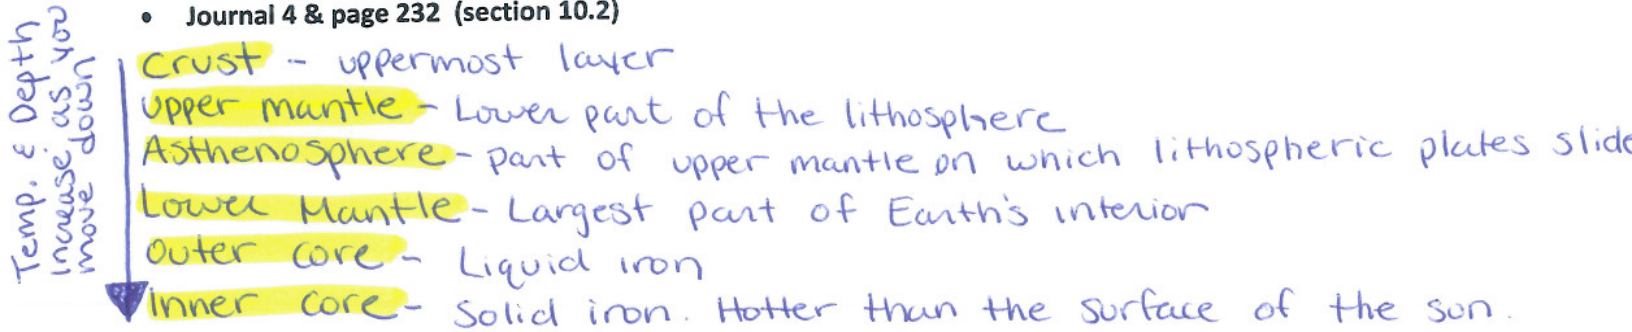 • Journal 4 & page 232 (section 10.2)
Temp. & Depth
increase as you
move down
Crust - uppermost layer
Upper mantle - Lower part of the lithosphere
Asthenosphere - part of upper mantle on which lithospheric plates slide
Lower Mantle - Largest part of Earth's interior
Outer core - Liquid iron
Inner core - Solid iron. Hotter than the surface of the sun.